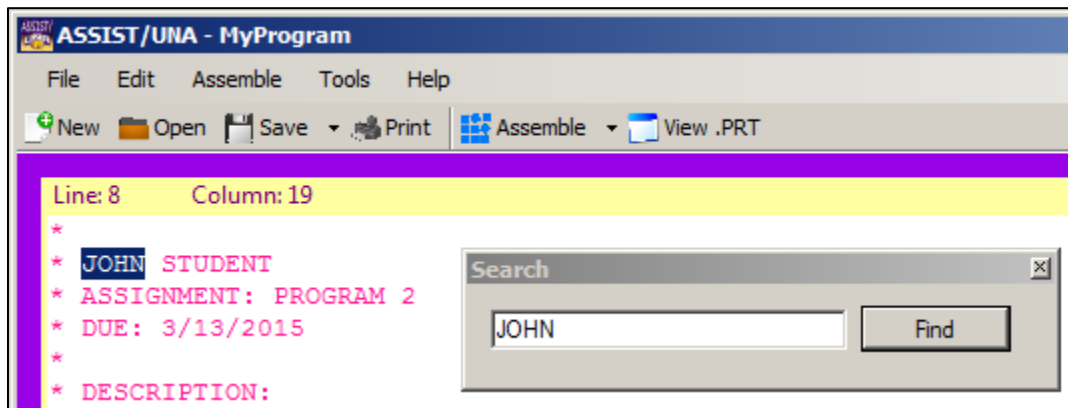 ASSIST/UNA - MyProgram
File Edit Assemble Tools Help
New Open Save Print Assemble View .PRT
Line: 8 Column: 19
*
* JOHN STUDENT
* ASSIGNMENT: PROGRAM 2
* DUE: 3/13/2015
*
* DESCRIPTION:
Search
JOHN Find